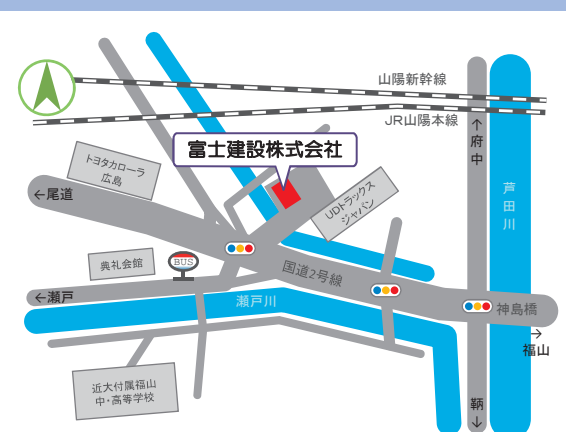 山陽新幹線
JR山陽本線
↑
府
中
富士建設株式会社
トヨタカローラ
広島
UDトラックス
ジャパン
←尾道
芦
田
川
典礼会館
BUS
国道2号線
←瀬戸
瀬戸川
神島橋
→
福山
近大付属福山
中・高等学校
鞆
↓